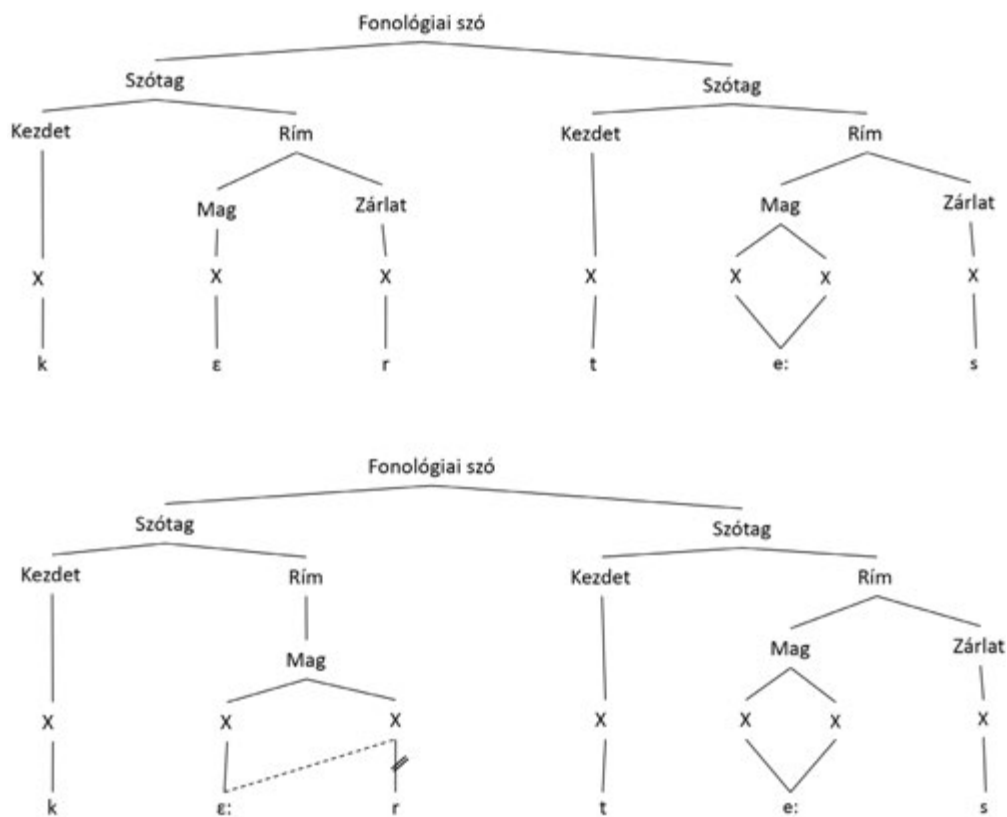 Fonológiai szó
Szótag Szótag
Kezdet Rím Kezdet Rím
Mag Zárlat Mag Zárlat
X X X X X X X
k ε r t e: s
Fonológiai szó
Szótag Szótag
Kezdet Rím Kezdet Rím
Mag Mag Zárlat
X X X X X X X
k ε: r t e: s